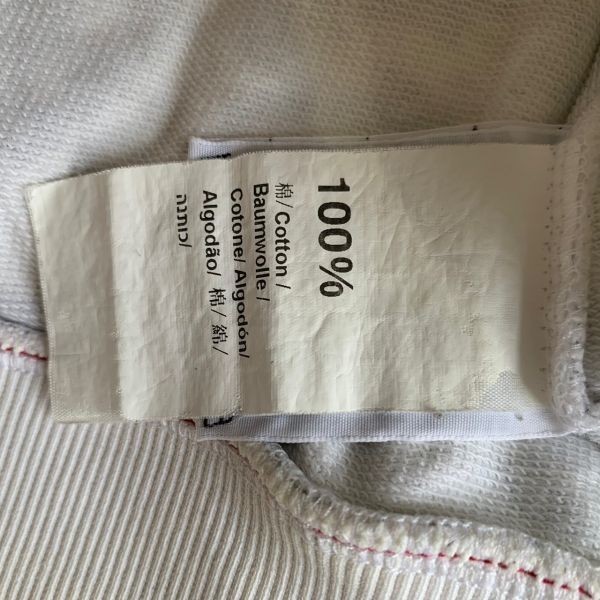 100%
棉/ Cotton /
Baumwolle /
Cotone/ Algodón/
Algodão/ 棉 / 綿 /
כותנה/